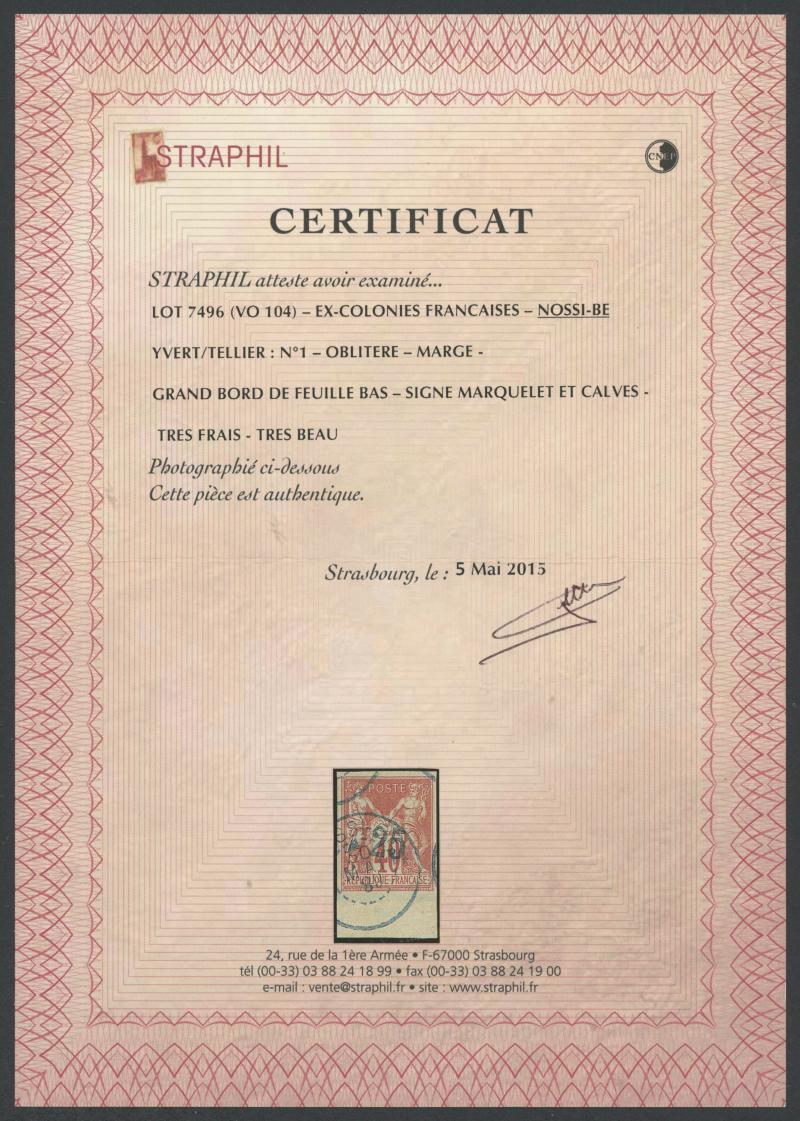 STRAPHIL
CNEP
CERTIFICAT
STRAPHIL atteste avoir examiné...
LOT 7496 (VO 104) – EX-COLONIES FRANCAISES – NOSSI-BE
YVERT/TELLIER : N°1 – OBLITERE – MARGE -
GRAND BORD DE FEUILLE BAS – SIGNE MARQUELET ET CALVES -
TRES FRAIS - TRES BEAU
Photographié ci-dessous
Cette pièce est authentique.
Strasbourg, le : 5 Mai 2015
POSTE
25
40
REPUBLIQUE FRANCAISE
24, rue de la 1ère Armée • F-67000 Strasbourg
tél (00-33) 03 88 24 18 99 • fax (00-33) 03 88 24 19 00
e-mail : vente@straphil.fr • site : www.straphil.fr